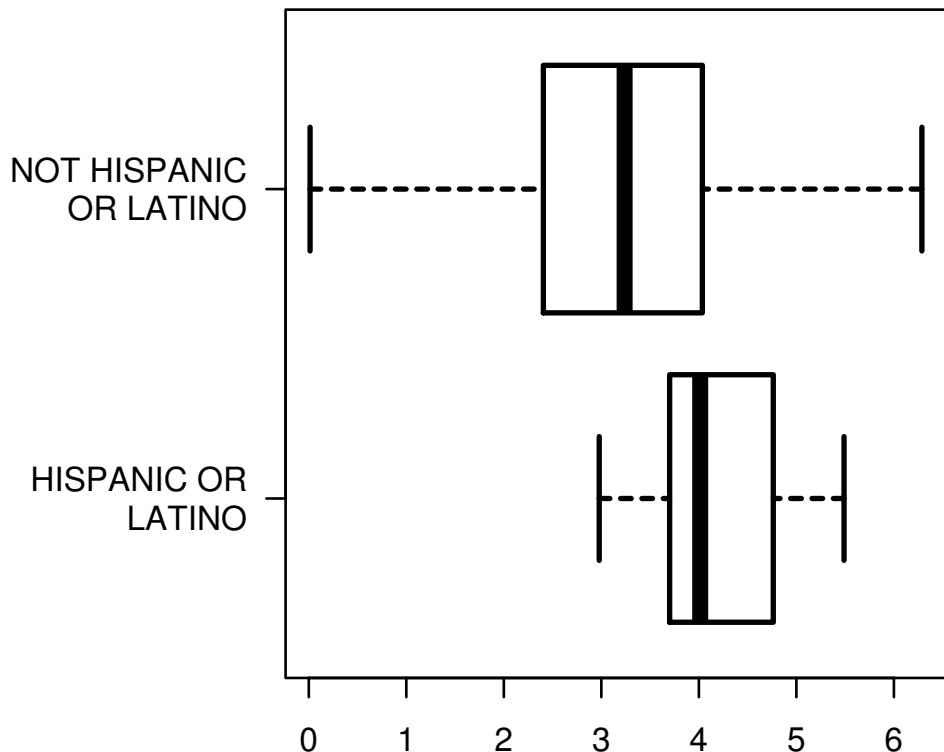 NOT HISPANIC
OR LATINO
HISPANIC OR
LATINO
0 1 2 3 4 5 6